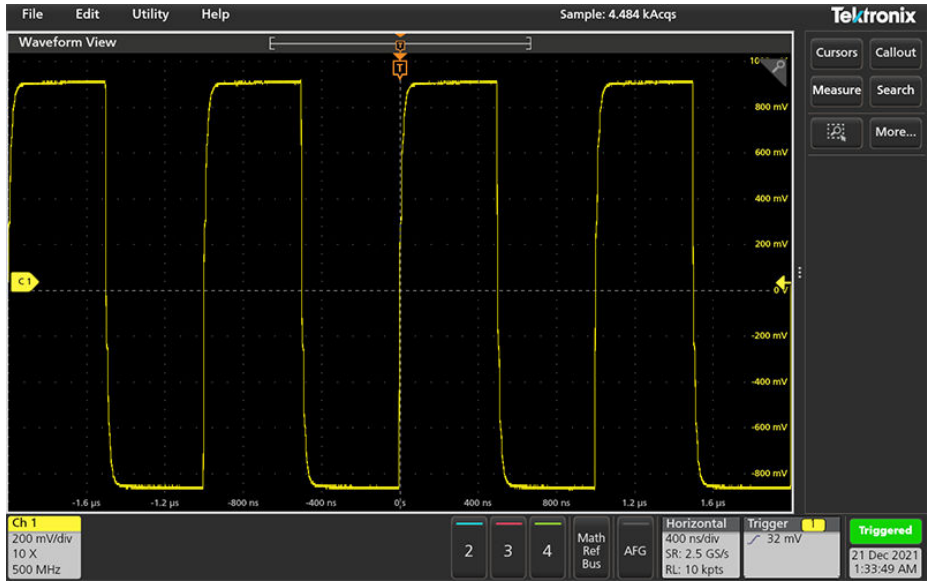 File Edit Utility Help Sample: 4.484 kAcqs Tektronix
Waveform View
T
T
Cursors Callout
Measure Search
More...
800 mV
600 mV
400 mV
200 mV
C 1
0 V
-200 mV
-400 mV
-600 mV
-800 mV
-1.6 µs -1.2 µs -800 ns -400 ns 0 s 400 ns 800 ns 1.2 µs 1.6 µs
Ch 1
200 mV/div
10 X
500 MHz
2 3 4
Math
Ref
Bus
AFG
Horizontal
400 ns/div
SR: 2.5 GS/s
RL: 10 kpts
Trigger 1
32 mV
Triggered
21 Dec 2021
1:33:49 AM